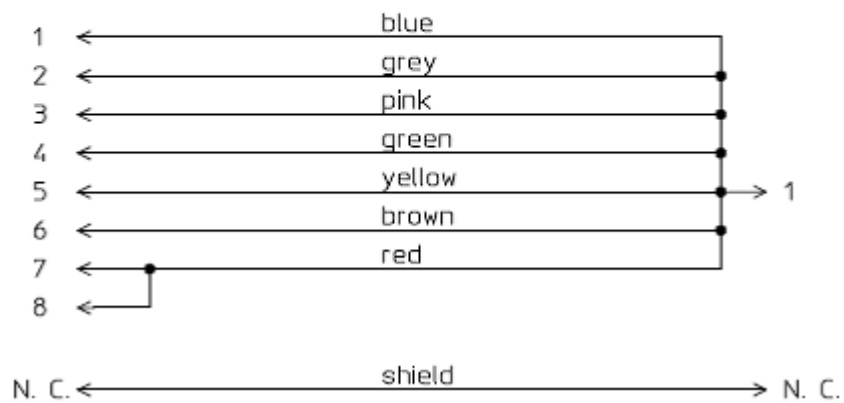 blue
1
grey
2
pink
3
green
4
yellow
5 1
brown
6
red
7
8
shield
N. C. N. C.